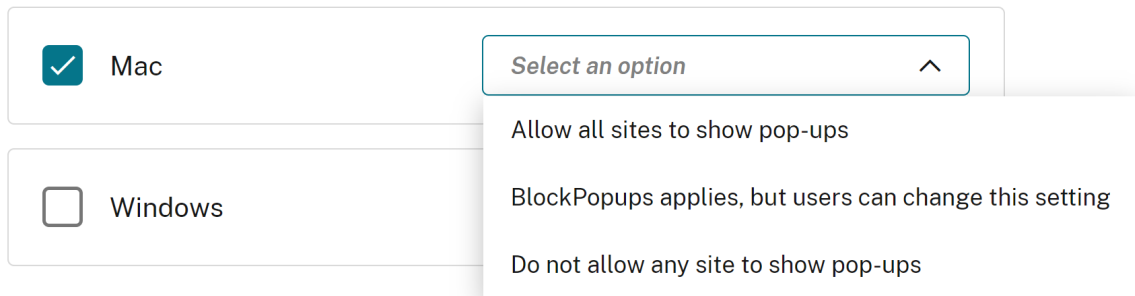 Mac
Select an option
Allow all sites to show pop-ups
BlockPopups applies, but users can change this setting
Windows
Do not allow any site to show pop-ups